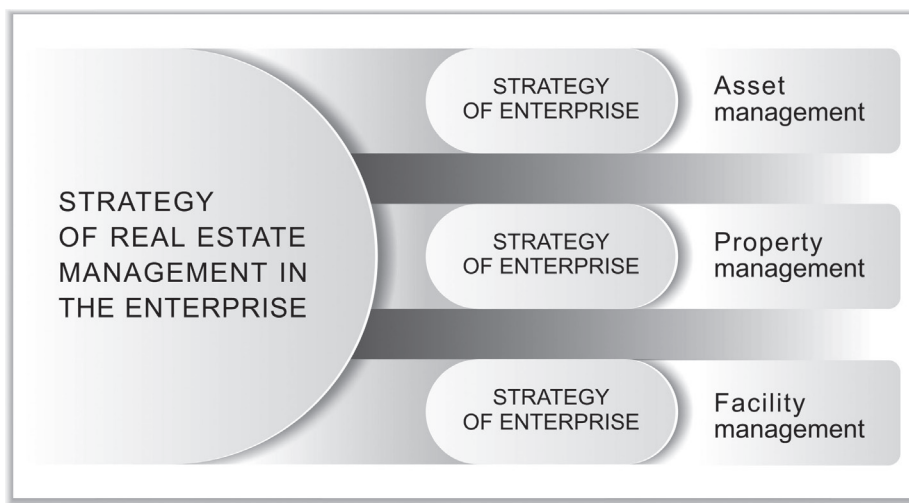 STRATEGY
OF REAL ESTATE
MANAGEMENT IN
THE ENTERPRISE
STRATEGY
OF ENTERPRISE
Asset
management
STRATEGY
OF ENTERPRISE
Property
management
STRATEGY
OF ENTERPRISE
Facility
management